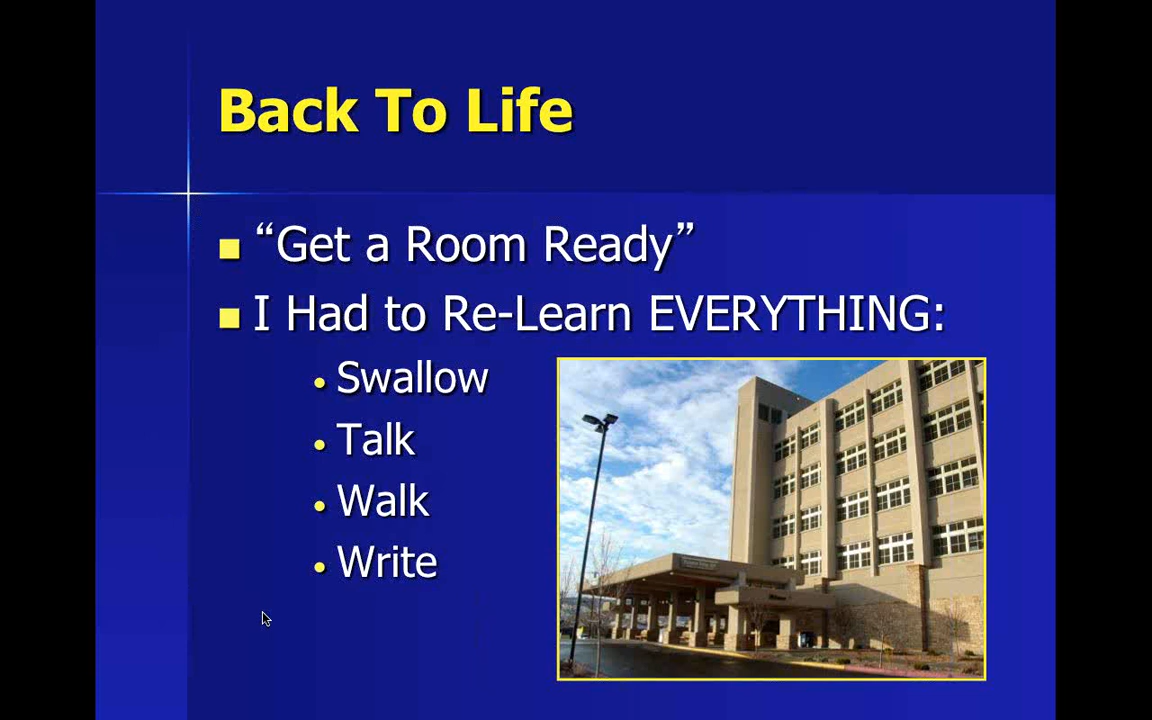 Back To Life
“Get a Room Ready”
I Had to Re-Learn EVERYTHING:
Swallow
Talk
Walk
Write